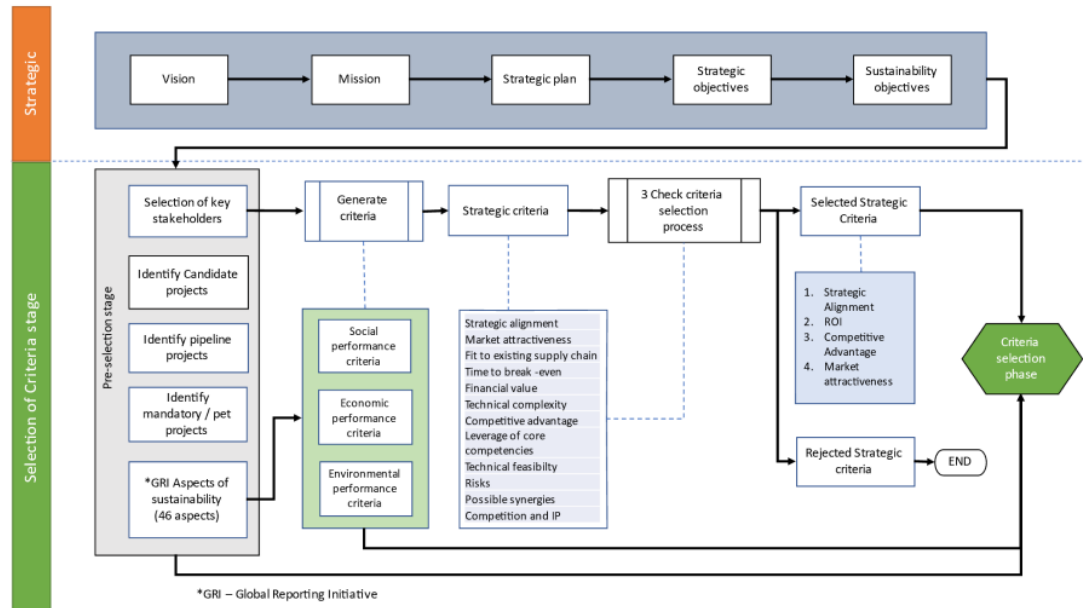 Strategic
Vision
Mission
Strategic plan
Strategic
objectives
Sustainability
objectives
Selection of Criteria stage
Pre-selection stage
Selection of key
stakeholders
Identify Candidate
projects
Identify pipeline
projects
Identify
mandatory / pet
projects
*GRI Aspects of
sustainability
(46 aspects)
Generate
criteria
Strategic criteria
3 Check criteria
selection
process
Selected Strategic
Criteria
Social
performance
criteria
Economic
performance
criteria
Environmental
performance
criteria
Strategic alignment
Market attractiveness
Fit to existing supply chain
Time to break -even
Financial value
Technical complexity
Competitive advantage
Leverage of core
competencies
Technical feasibilty
Risks
Possible synergies
Competition and IP
1. Strategic
Alignment
2. ROI
3. Competitive
Advantage
4. Market
attractiveness
Criteria
selection
phase
Rejected Strategic
criteria
END
*GRI – Global Reporting Initiative